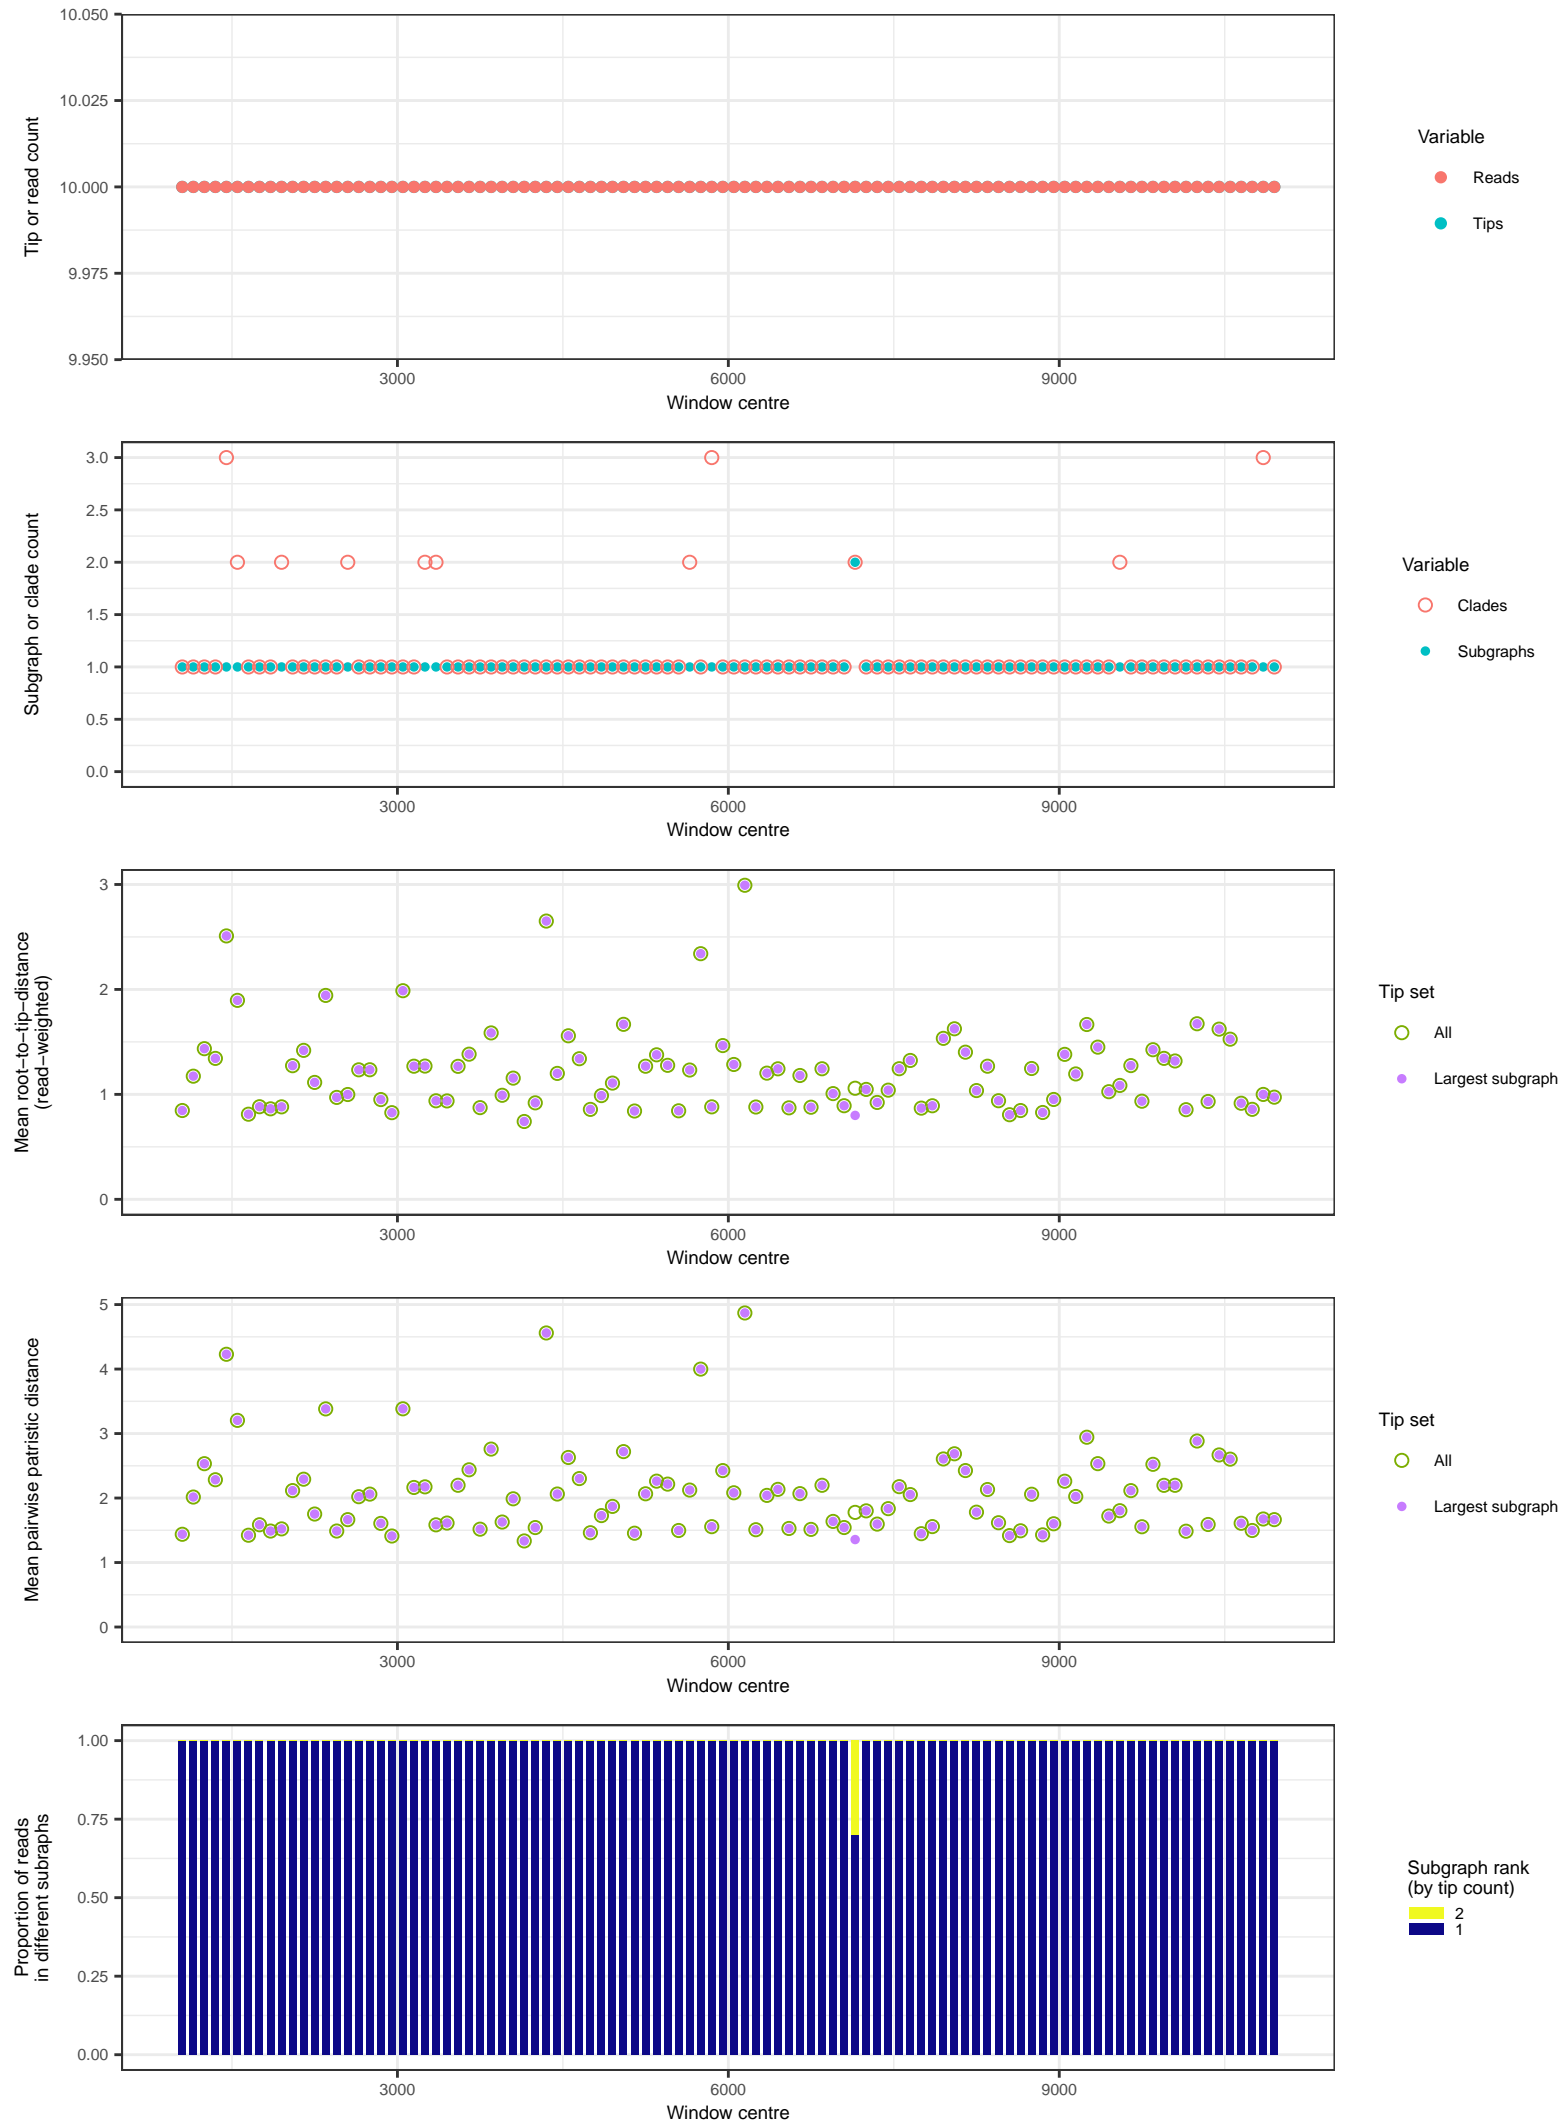 10.050
10.025
10.000
9.975
9.950
Tip or read count
3000
6000
9000
Window centre
Variable
Reads
Tips
3.0
2.5
2.0
1.5
1.0
0.5
0.0
Subgraph or clade count
3000
6000
9000
Window centre
Variable
Clades
Subgraphs
3
2
1
0
Mean root−to−tip−distance
(read−weighted)
3000
6000
9000
Window centre
Tip set
All
Largest subgraph
5
4
3
2
1
0
Mean pairwise patristic distance
3000
6000
9000
Window centre
Tip set
All
Largest subgraph
1.00
0.75
0.50
0.25
0.00
Proportion of reads
in different subraphs
3000
6000
9000
Window centre
Subgraph rank
(by tip count)
2
1